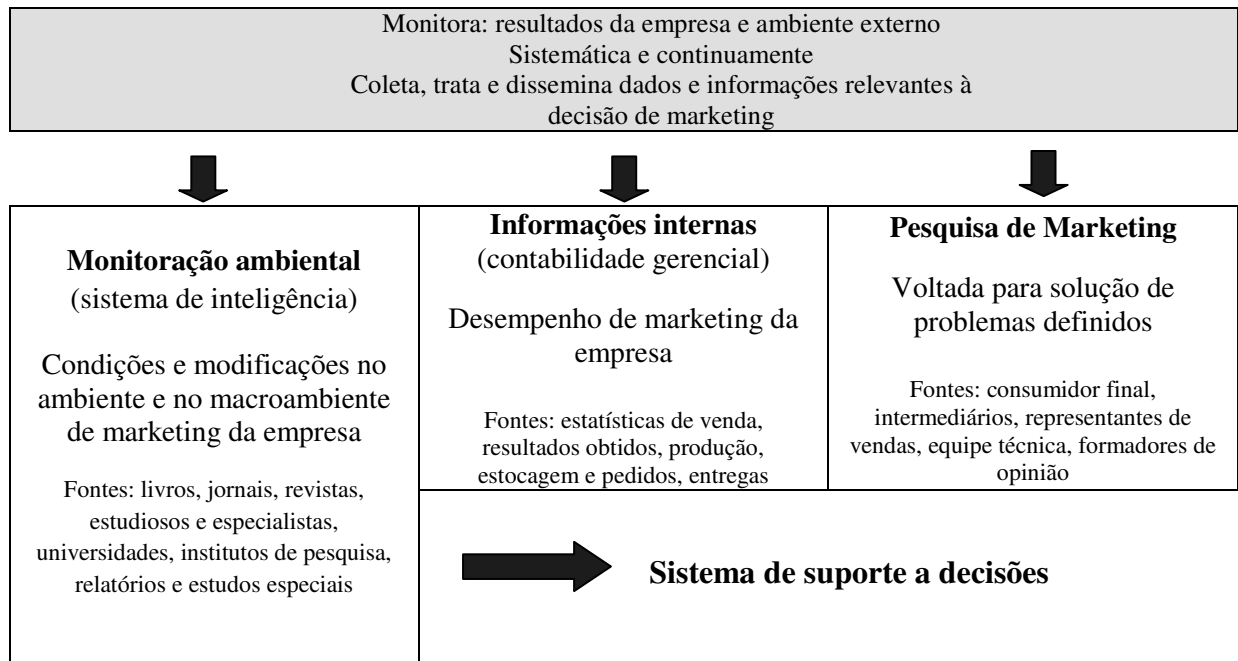 Monitora: resultados da empresa e ambiente externo
Sistemática e continuamente
Coleta, trata e dissemina dados e informações relevantes à
decisão de marketing
Monitoração ambiental
(sistema de inteligência)
Condições e modificações no
ambiente e no macroambiente
de marketing da empresa
Fontes: livros, jornais, revistas,
estudiosos e especialistas,
universidades, institutos de pesquisa,
relatórios e estudos especiais
Informações internas
(contabilidade gerencial)
Desempenho de marketing da
empresa
Fontes: estatísticas de venda,
resultados obtidos, produção,
estocagem e pedidos, entregas
Pesquisa de Marketing
Voltada para solução de
problemas definidos
Fontes: consumidor final,
intermediários, representantes de
vendas, equipe técnica, formadores de
opinião
Sistema de suporte a decisões